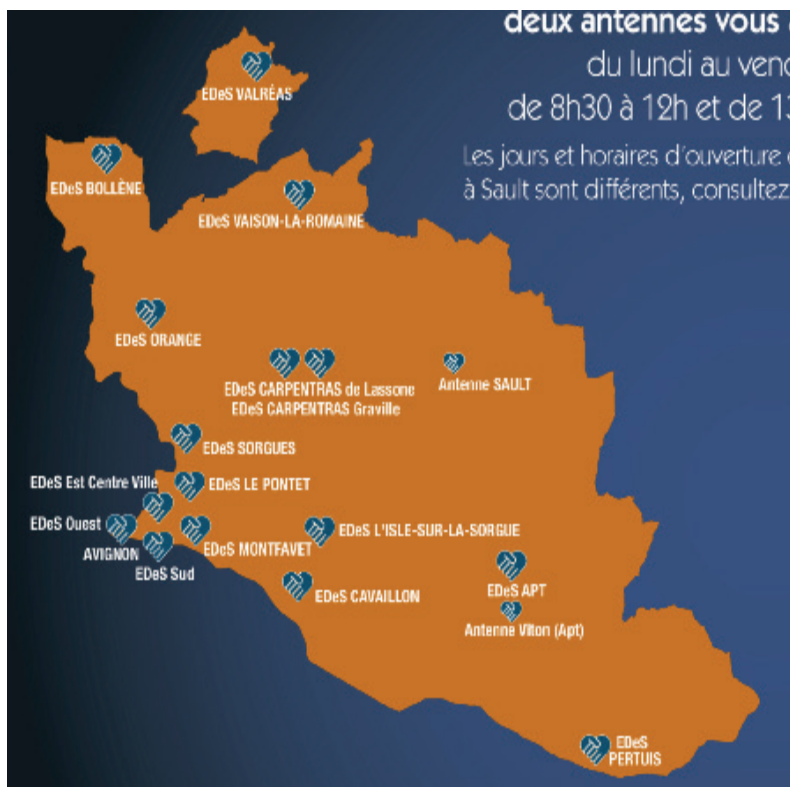 deux antennes vous
du lundi au
de 8h30 à 12h et de
Les jours et horaires d'ouverture
à Sault sont différents, consultez
EDeS VALRÉAS
EDeS BOLLÈNE
EDeS VAISON-LA-ROMAINE
EDeS ORANGE
EDeS CARPENTRAS de Lassone
EDeS CARPENTRAS Graville
Antenne SAULT
EDeS SORGUES
EDeS Est Centre Ville
EDeS LE PONTET
EDeS Ouest
AVIGNON
EDeS Sud
EDeS MONTFAVET
EDeS L'ISLE-SUR-LA-SORGUE
EDeS CAVAILLON
EDeS APT
Antenne Viton (Apt)
EDeS
PERTUIS